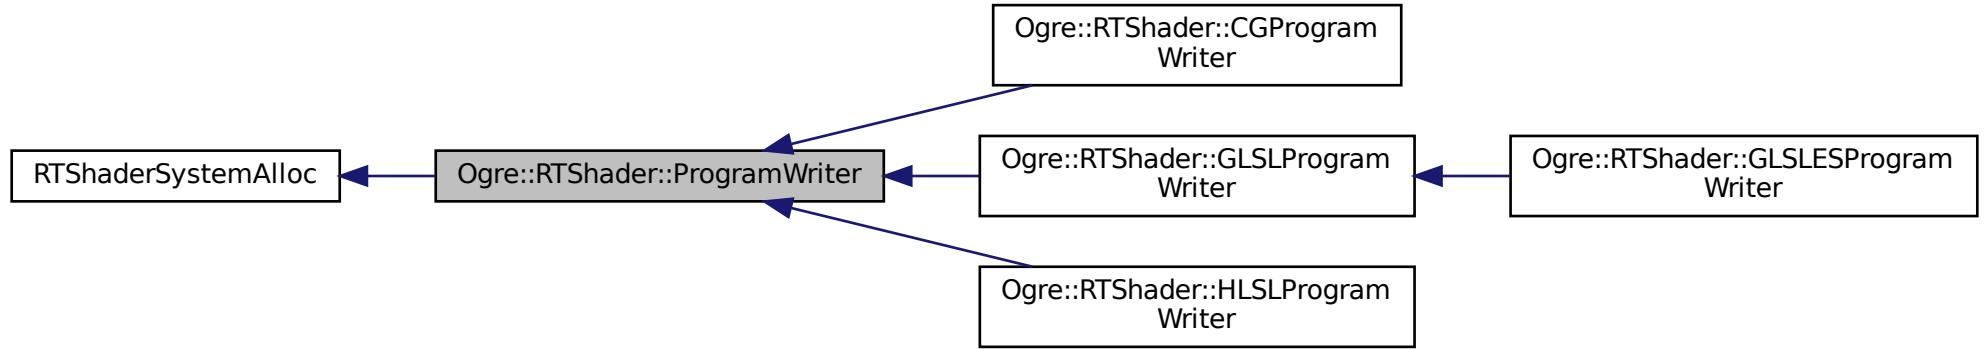 RTShaderSystemAlloc
Ogre::RTShader::ProgramWriter
Ogre::RTShader::CGProgram
Writer
Ogre::RTShader::GLSLProgram
Writer
Ogre::RTShader::GLSLESProgram
Writer
Ogre::RTShader::HLSLProgram
Writer